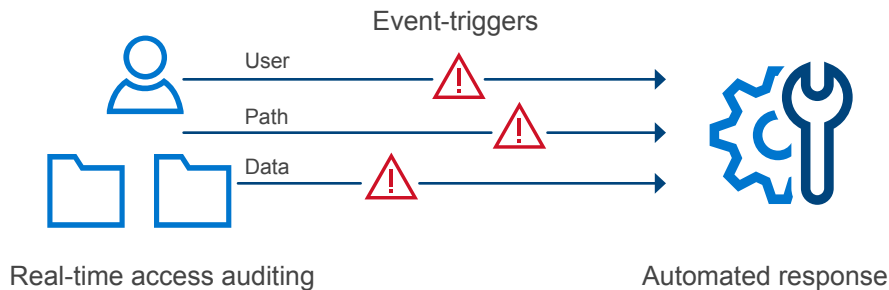 Event-triggers
User
Path
Data
Real-time access auditing
Automated response